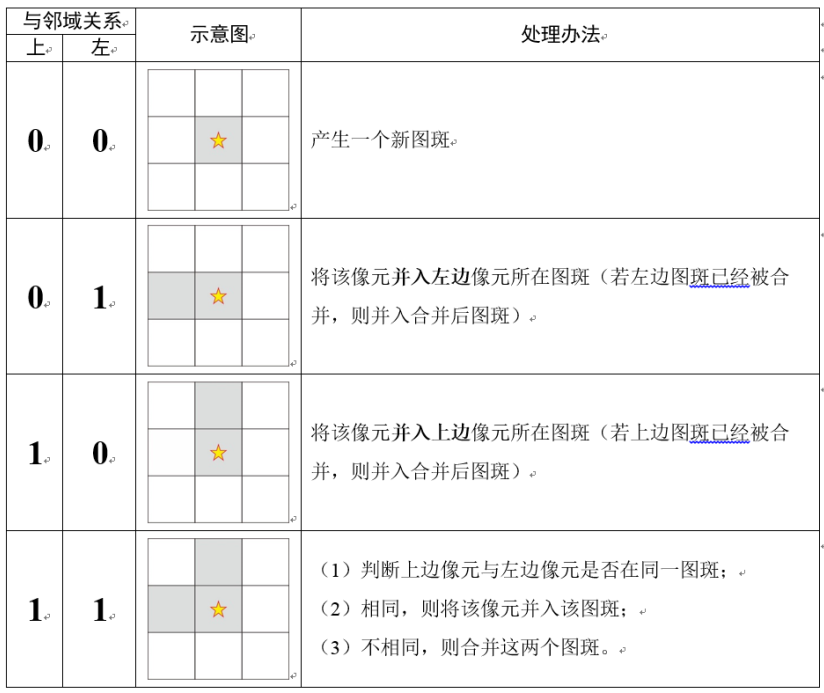 与邻域关系
上
左
示意图
处理办法
0
0
产生一个新图斑
0
1
将该像元并入左边像元所在图斑（若左边图斑已经被合
并，则并入合并后图斑）
1
0
将该像元并入上边像元所在图斑（若上边图斑已经被合
并，则并入合并后图斑）
1
1
（1）判断上边像元与左边像元是否在同一图斑；
（2）相同，则将该像元并入该图斑；
（3）不相同，则合并这两个图斑。